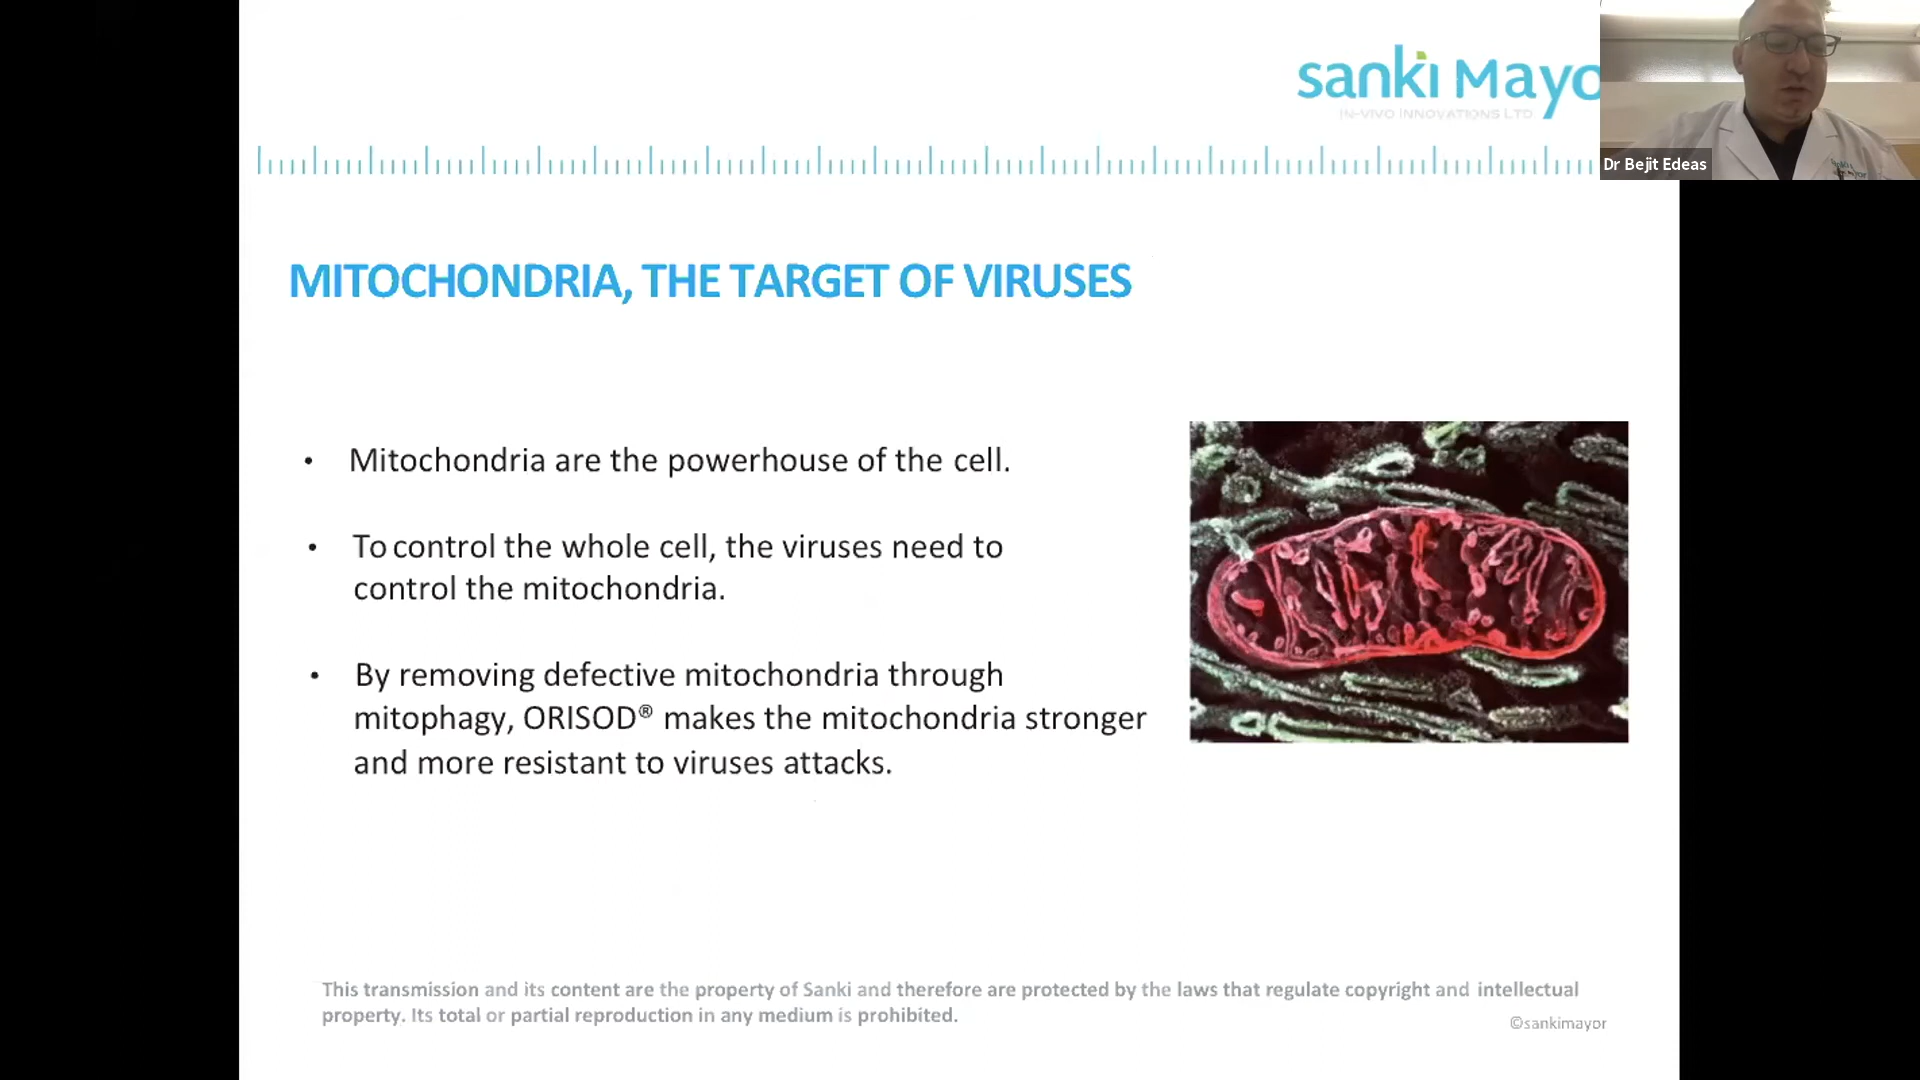 sanki Mayo
IN-VIVO INNOVATIONS LTD.
Dr Bejit Edeas
MITOCHONDRIA, THE TARGET OF VIRUSES
• Mitochondria are the powerhouse of the cell.
• To control the whole cell, the viruses need to
control the mitochondria.
• By removing defective mitochondria through
mitophagy, ORISOD® makes the mitochondria stronger
and more resistant to viruses attacks.
This transmission and its content are the property of Sanki and therefore are protected by the laws that regulate copyright and intellectual
property. Its total or partial reproduction in any medium is prohibited.
©sankimayor